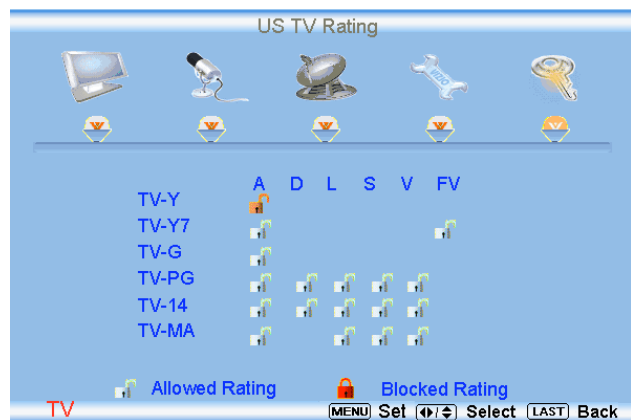 US TV Rating
VIZIO
A D L S V FV
TV-Y
TV-Y7
TV-G
TV-PG
TV-14
TV-MA
Allowed Rating Blocked Rating
TV MENU Set Select LAST Back